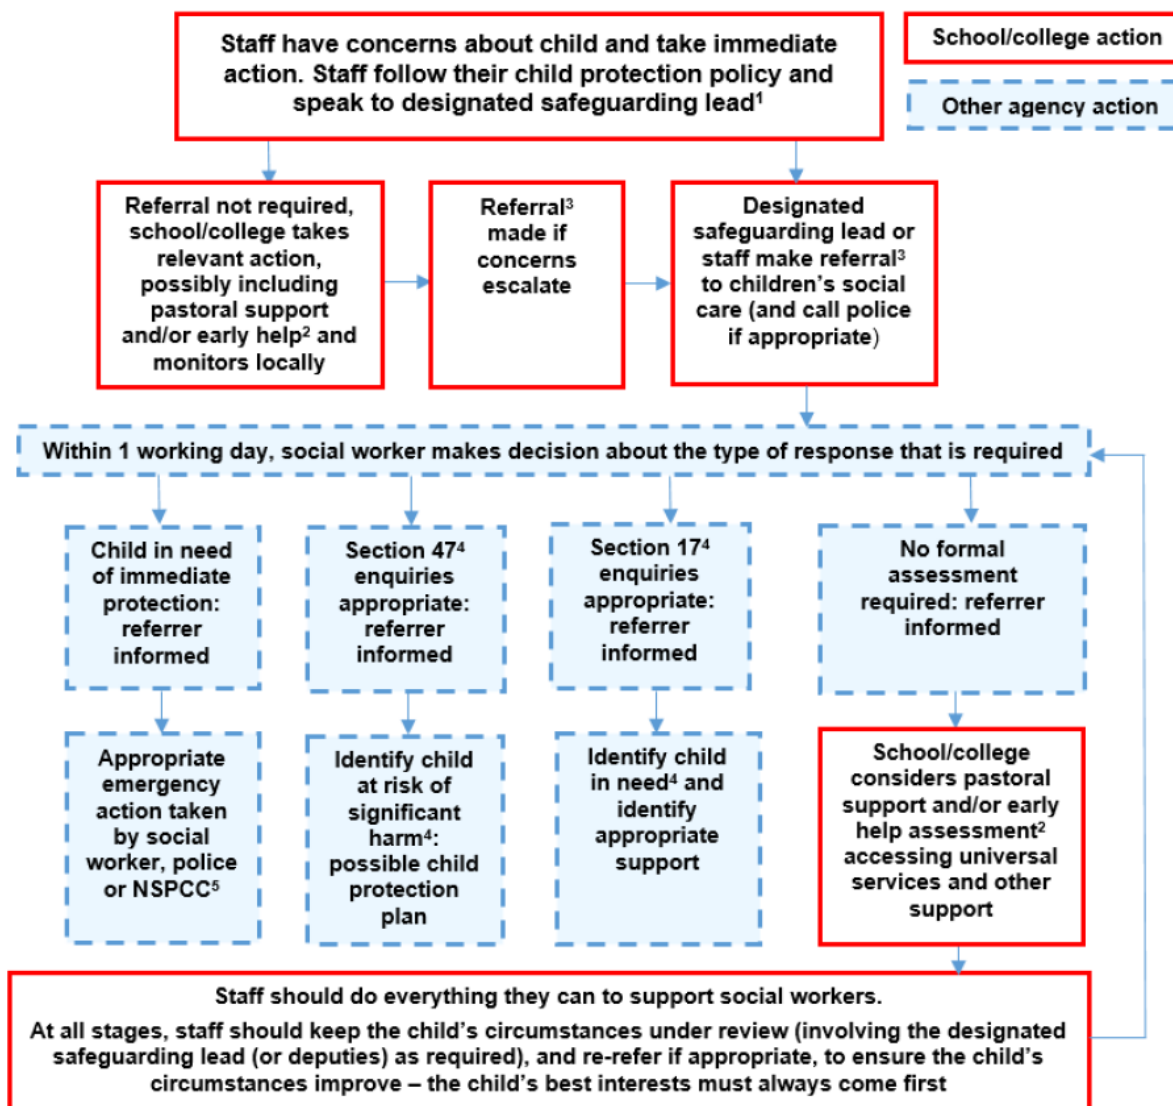 Staff have concerns about child and take immediate
action. Staff follow their child protection policy and
speak to designated safeguarding lead¹
School/college action
Other agency action
Referral not required,
school/college takes
relevant action,
possibly including
pastoral support
and/or early help² and
monitors locally
Referral³
made if
concerns
escalate
Designated
safeguarding lead or
staff make referral³
to children’s social
care (and call police
if appropriate)
Within 1 working day, social worker makes decision about the type of response that is required
Child in need
of immediate
protection:
referrer
informed
Section 47⁴
enquiries
appropriate:
referrer
informed
Section 17⁴
enquiries
appropriate:
referrer
informed
No formal
assessment
required: referrer
informed
Appropriate
emergency
action taken
by social
worker, police
or NSPCC⁵
Identify child
at risk of
significant
harm⁴:
possible child
protection
plan
Identify child
in need⁴ and
identify
appropriate
support
School/college
considers pastoral
support and/or early
help assessment²
accessing universal
services and other
support
Staff should do everything they can to support social workers.
At all stages, staff should keep the child’s circumstances under review (involving the designated
safeguarding lead (or deputies) as required), and re-refer if appropriate, to ensure the child’s
circumstances improve – the child’s best interests must always come first